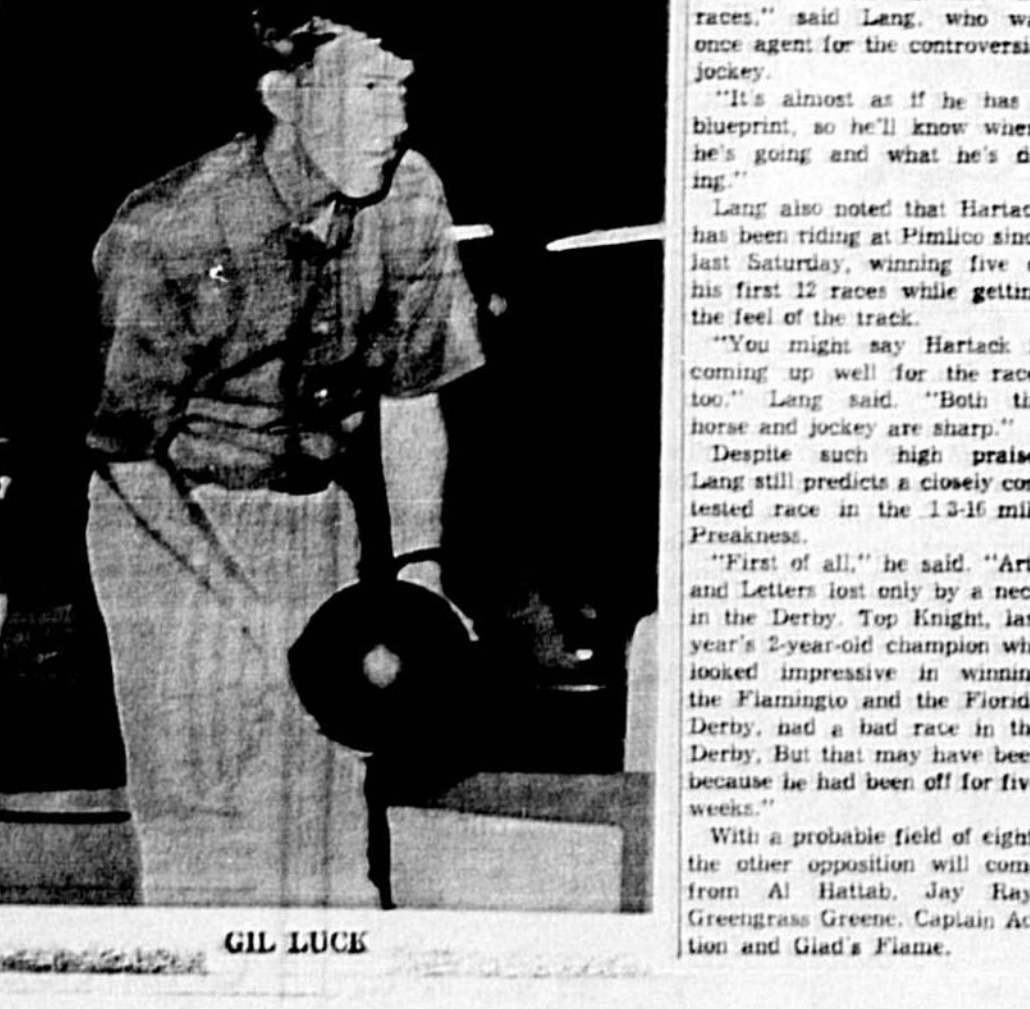 GIL LUCK
races," said Lang, who wa
once agent for the controversi
jockey.
"It's almost as if he has
blueprint, so he'll know wher
he's going and what he's d
ing."
Lang also noted that Hartac
has been riding at Pimlico sinc
last Saturday, winning five
his first 12 races while gettin
the feel of the track.
"You might say Hartack
coming up well for the race
too." Lang said. "Both th
horse and jockey are sharp."
Despite such high praise
Lang still predicts a closely con
tested race in the 1 3-16 mil
Preakness.
"First of all," he said. "Art
and Letters lost only by a nec
in the Derby. Top Knight, las
year's 2-year-old champion wh
looked impressive in winnin
the Flamingto and the Florid
Derby, had a bad race in th
Derby, But that may have bee
because he had been off for fiv
weeks."
With a probable field of eight
the other opposition will com
from Al Hattab, Jay Ray
Greengrass Greene, Captain Ac
tion and Glad's Flame.